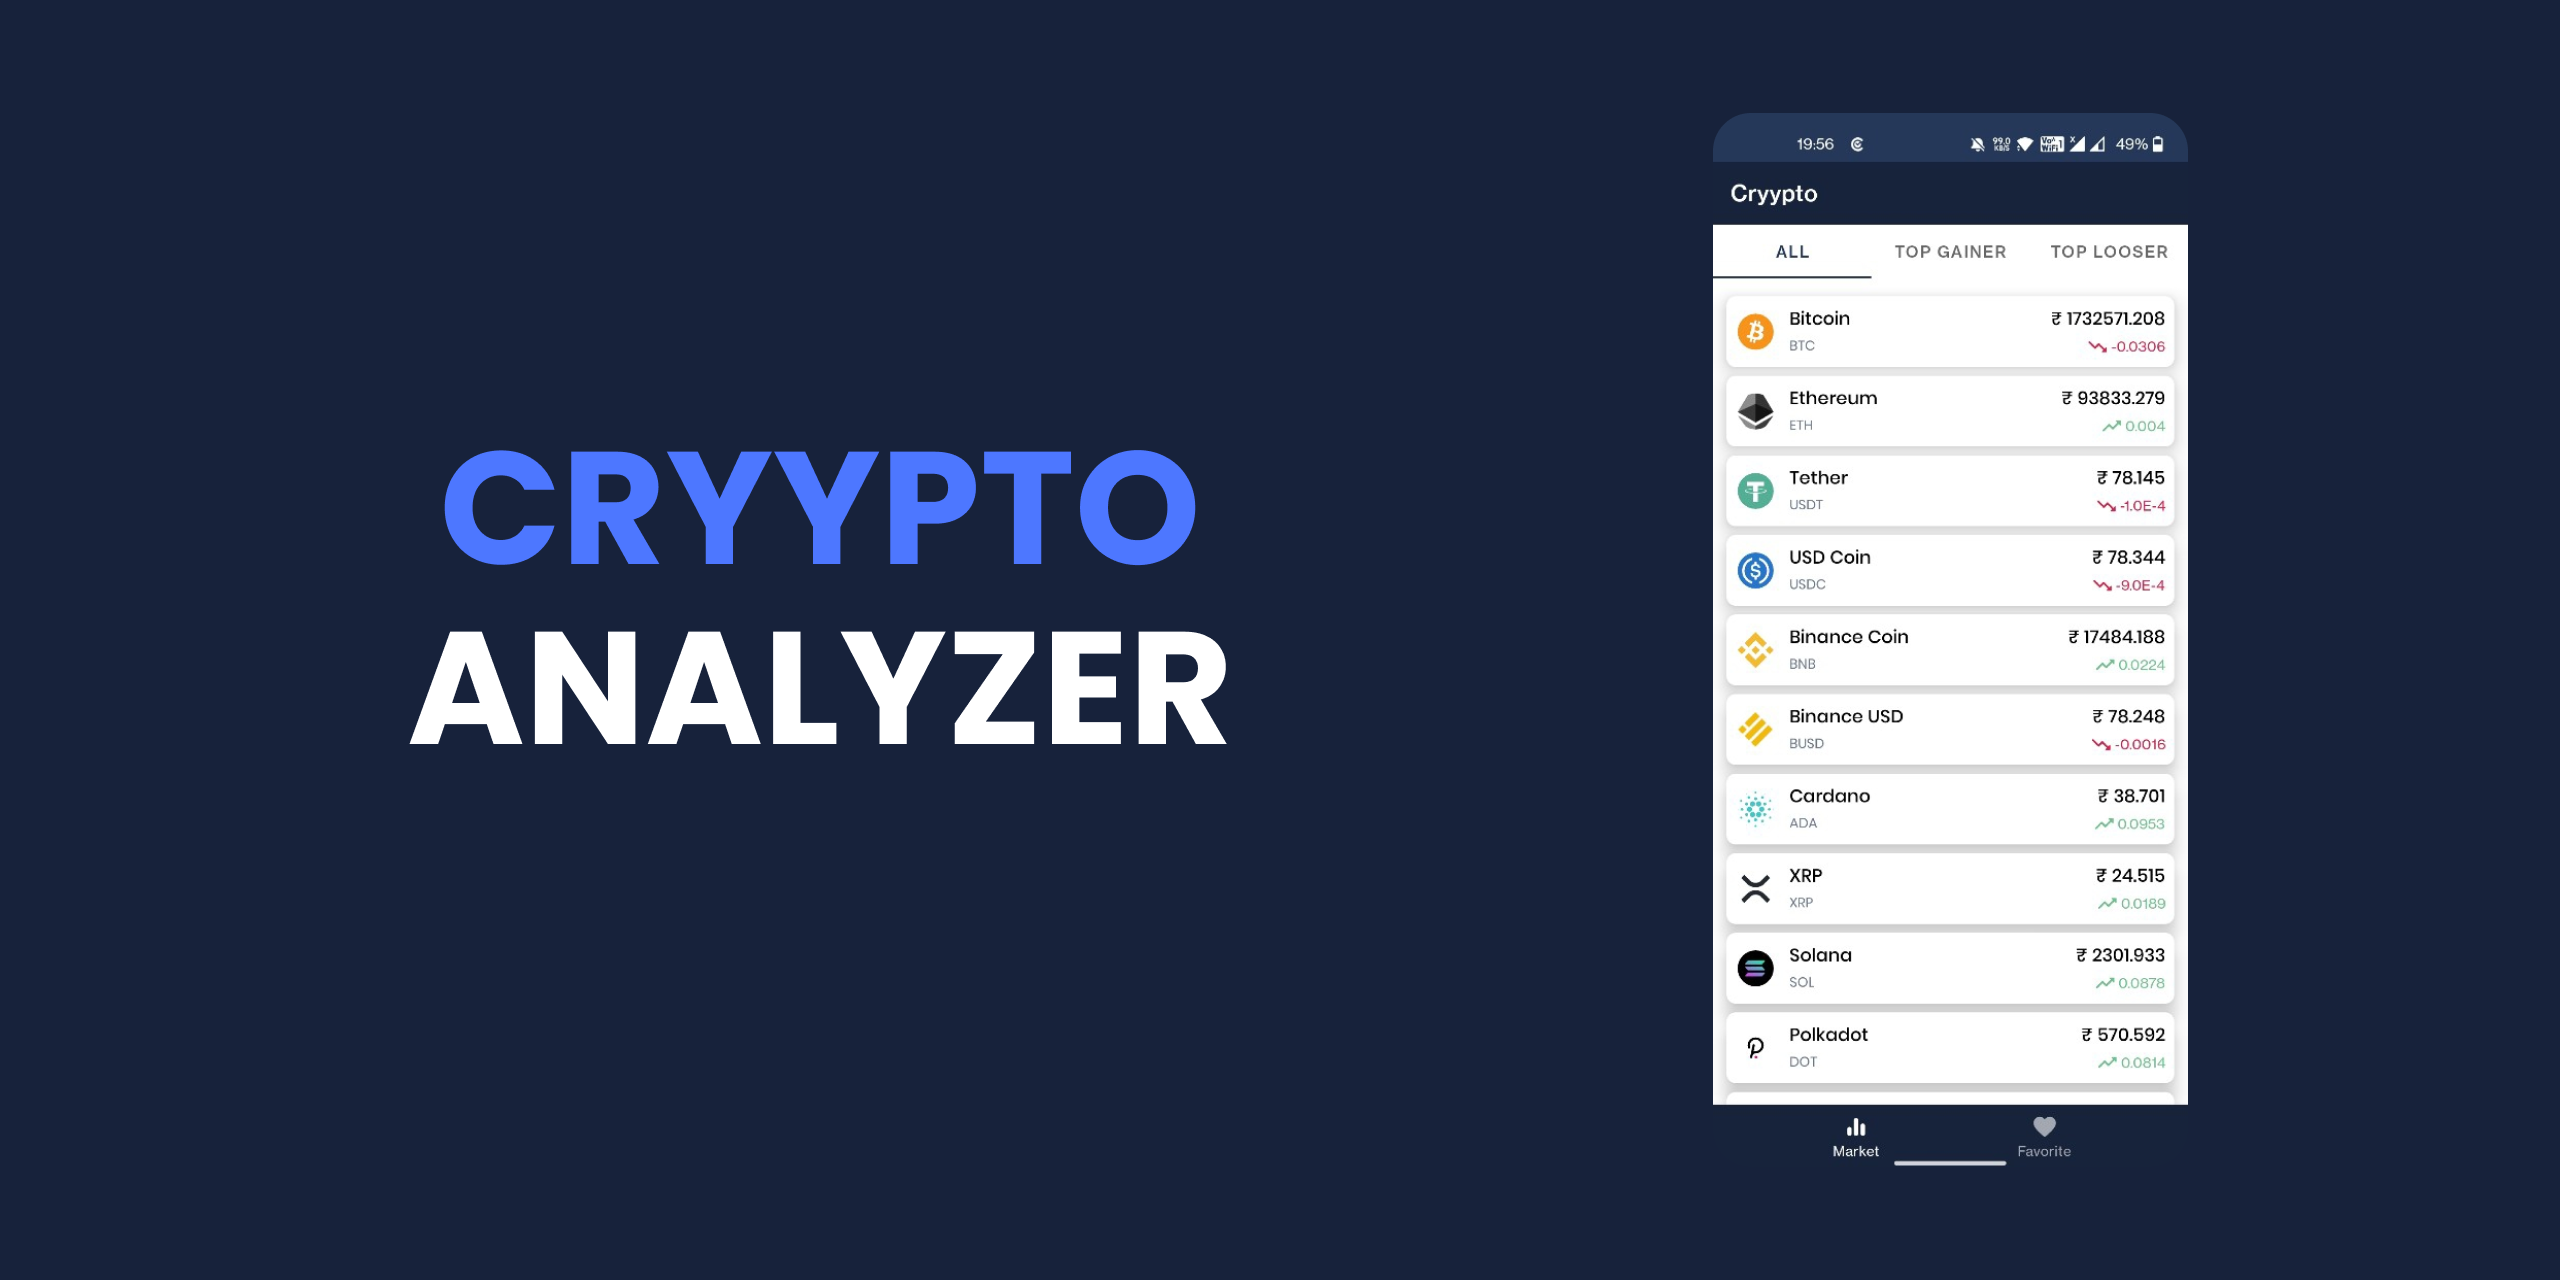 CRYYPTO
ANALYZER
19:56
99.0
KB/S
49%
Cryypto
ALL TOP GAINER TOP LOOSER
Bitcoin ₹ 1732571.208
BTC -0.0306
Ethereum ₹ 93833.279
ETH 0.004
Tether ₹ 78.145
USDT -1.0E-4
USD Coin ₹ 78.344
USDC -9.0E-4
Binance Coin ₹ 17484.188
BNB 0.0224
Binance USD ₹ 78.248
BUSD -0.0016
Cardano ₹ 38.701
ADA 0.0953
XRP ₹ 24.515
XRP 0.0189
Solana ₹ 2301.933
SOL 0.0878
Polkadot ₹ 570.592
DOT 0.0814
Market Favorite